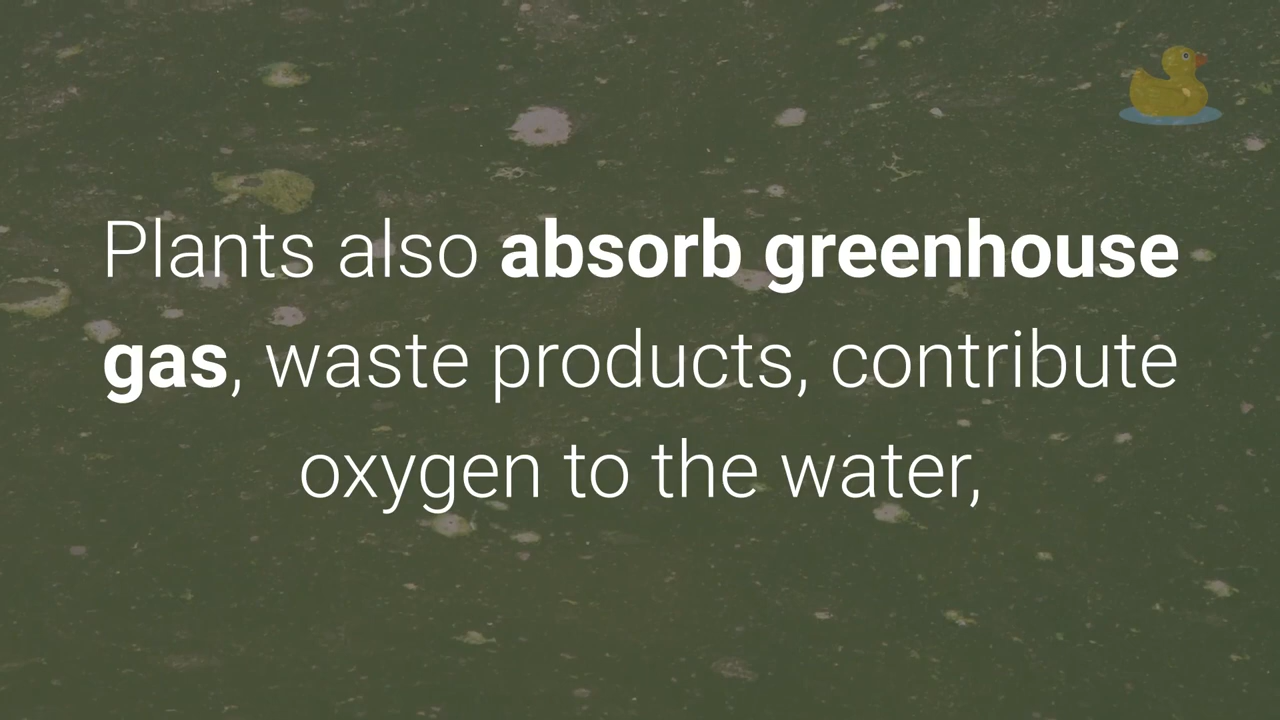 Plants also absorb greenhouse
gas, waste products, contribute
oxygen to the water,